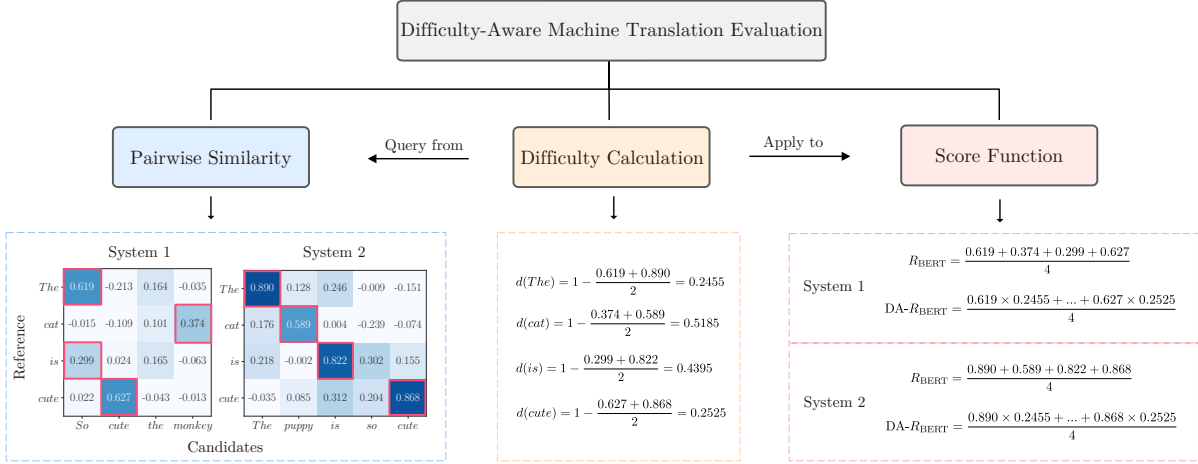 Difficulty-Aware Machine Translation Evaluation
Pairwise Similarity
Query from
Difficulty Calculation
Apply to
Score Function
System 1
System 2
Reference
The 0.619 -0.213 0.164 -0.035
cat -0.015 -0.109 0.101 0.374
is 0.299 0.024 0.165 -0.063
cute 0.022 0.627 -0.043 -0.013
So cute the monkey
The 0.890 0.128 0.246 -0.009 -0.151
cat 0.176 0.589 0.004 -0.239 -0.074
is 0.218 -0.002 0.822 0.302 0.155
cute -0.035 0.085 0.312 0.204 0.868
The puppy is so cute
Candidates
d(The) = 1 − (0.619 + 0.890)/2 = 0.2455
d(cat) = 1 − (0.374 + 0.589)/2 = 0.5185
d(is) = 1 − (0.299 + 0.822)/2 = 0.4395
d(cute) = 1 − (0.627 + 0.868)/2 = 0.2525
System 1
R_BERT = (0.619 + 0.374 + 0.299 + 0.627)/4
DA-R_BERT = (0.619 × 0.2455 + ... + 0.627 × 0.2525)/4
System 2
R_BERT = (0.890 + 0.589 + 0.822 + 0.868)/4
DA-R_BERT = (0.890 × 0.2455 + ... + 0.868 × 0.2525)/4